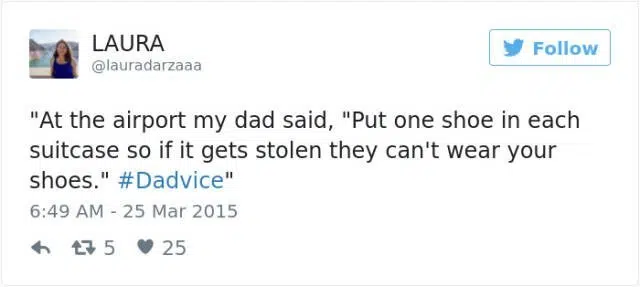 LAURA
@lauradarzaaa
Follow
"At the airport my dad said, "Put one shoe in each
suitcase so if it gets stolen they can't wear your
shoes." #Dadvice"
6:49 AM - 25 Mar 2015
5 25